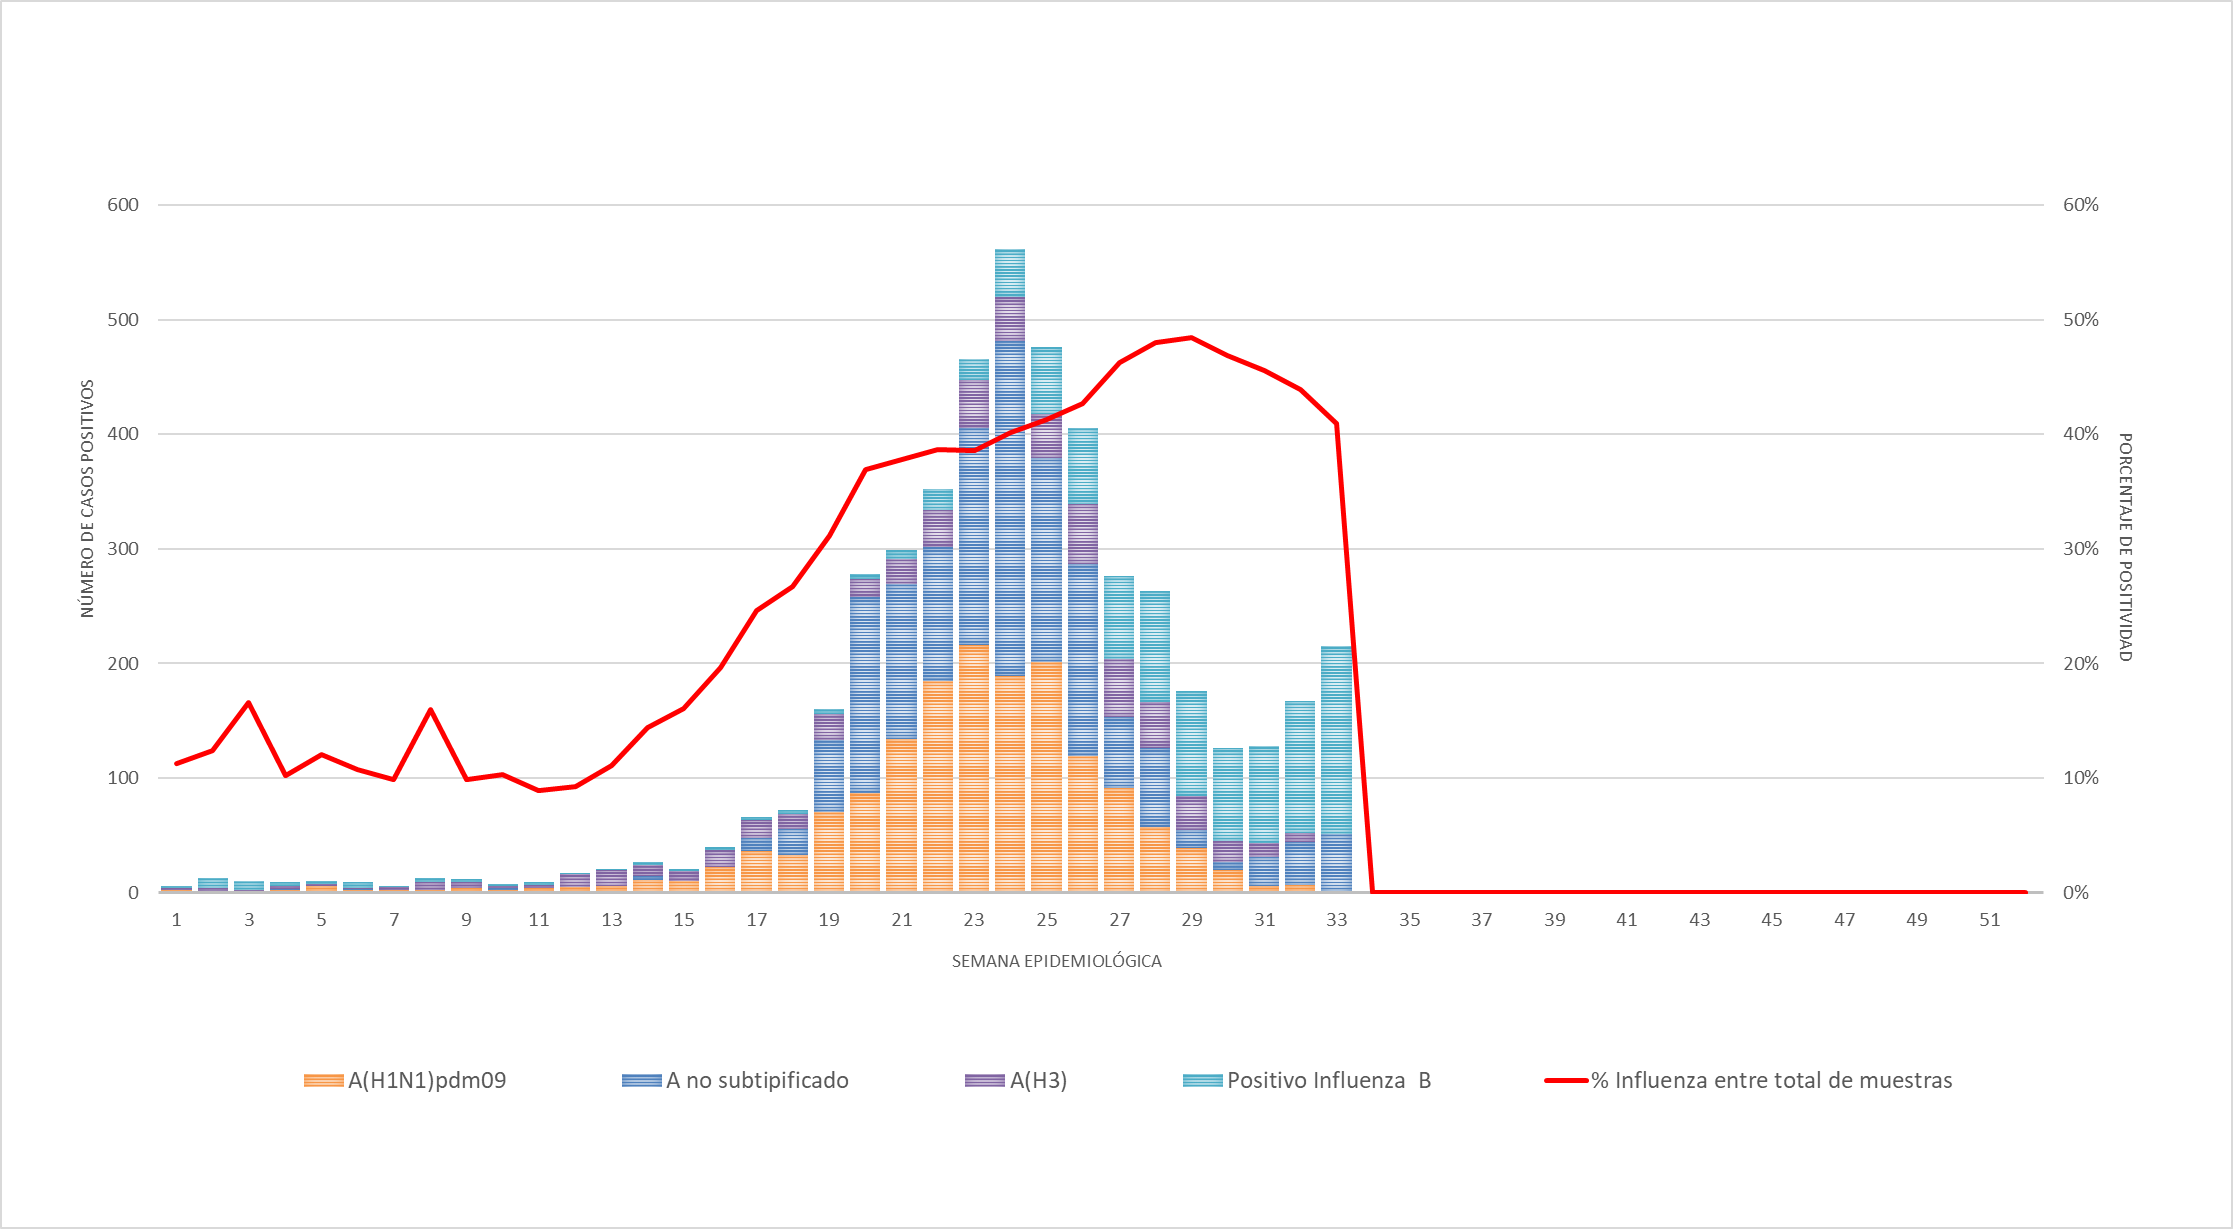 600 60%
500 50%
400 40%
300 30%
200 20%
100 10%
0 0%
NÚMERO DE CASOS POSITIVOS
PORCENTAJE DE POSITIVIDAD
1 3 5 7 9 11 13 15 17 19 21 23 25 27 29 31 33 35 37 39 41 43 45 47 49 51
SEMANA EPIDEMIOLÓGICA
A(H1N1)pdm09 A no subtipificado A(H3) Positivo Influenza B % Influenza entre total de muestras